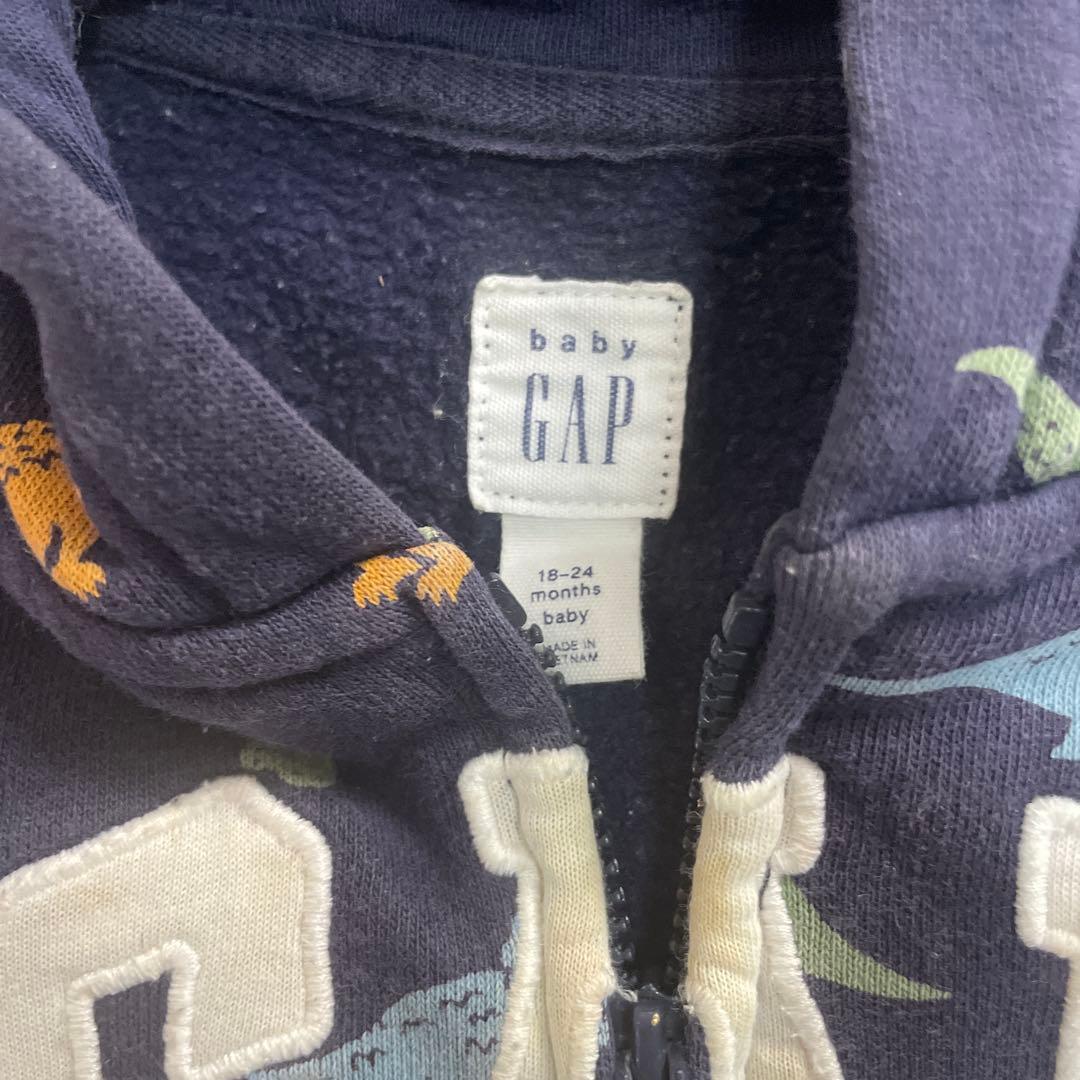 baby
GAP
18-24
months
baby
MADE IN
VIETNAM
G A P